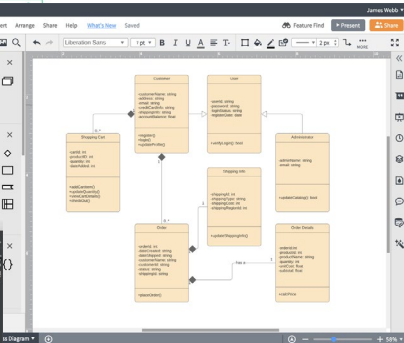 James Webb
ert Arrange Share Help What's New Saved
Feature Find
Present
Share
Liberation Sans
pt
B I U A
T
2 px
MORE
Customer
-customerName: string
-address: string
-email: string
-creditCardInfo: string
-shippingInfo: string
-accountBalance: float
+register()
+login()
+updateProfile()
User
-userId: string
-password: string
-loginStatus: string
-registerDate: date
+verifyLogin(): bool
Shopping Cart
-cartId: int
-productID: int
-quantity: int
-dateAdded: int
+addCartItem()
+updateQuantity()
+viewCartDetails()
+checkOut()
Administrator
-adminName: string
-email: string
+updateCatalog(): bool
Shipping Info
-shippingId: int
-shippingType: string
-shippingCost: int
-shippingRegionId: int
+updateShippingInfo()
Order
-orderId: int
-dateCreated: string
-dateShipped: string
-customerName: string
-customerId: string
-status: string
-shippingId: string
+placeOrder()
Order Details
-orderId: int
-productId: int
-productName: string
-quantity: int
-unitCost: float
-subtotal: float
+calcPrice
0..*
1
0..*
1
has a
1
ss Diagram
58%